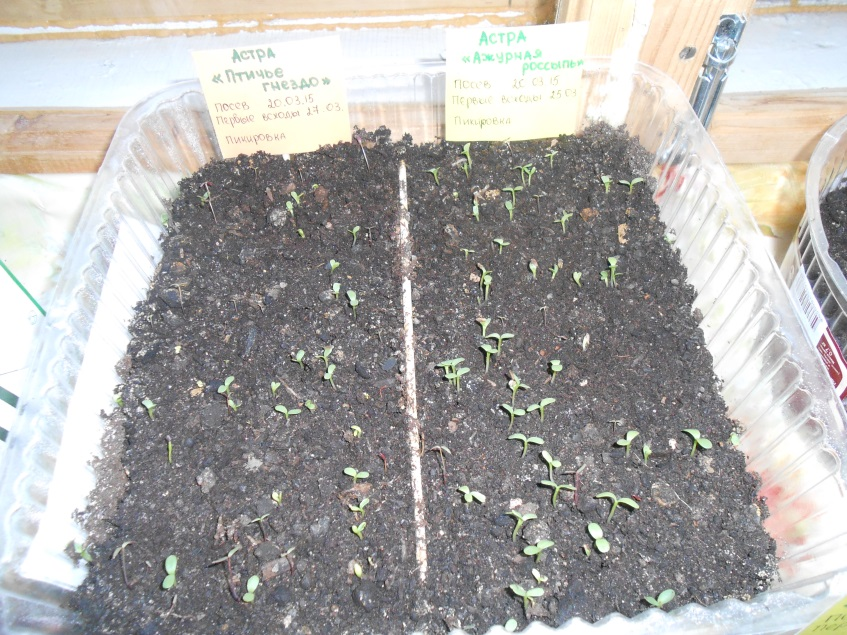 Астра
«Птичье
гнездо»
Посев 20.03.15
Первые всходы 27.03.
Пикировка
Астра
«Ажурная
россыпь»
Посев 20.03.15
Первые всходы 25.03
Пикировка